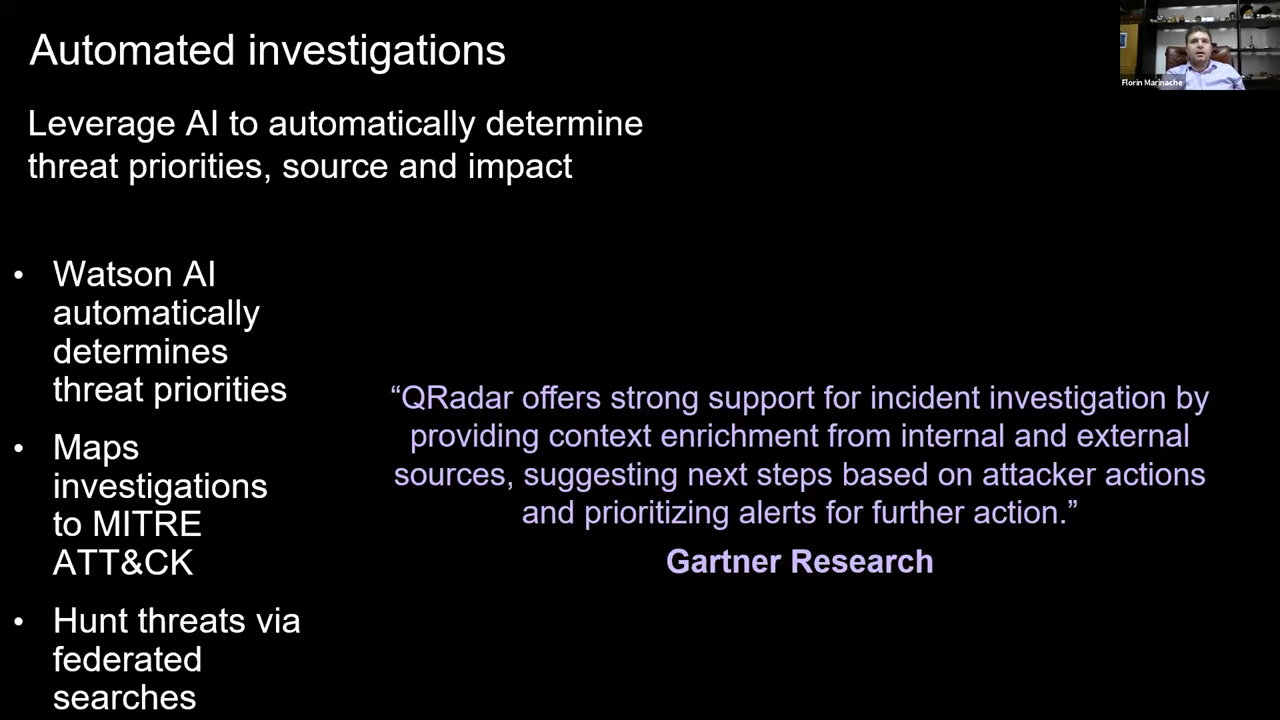 Automated investigations
Florin Marinache
Leverage AI to automatically determine
threat priorities, source and impact
• Watson AI
automatically
determines
threat priorities
• Maps
investigations
to MITRE
ATT&CK
• Hunt threats via
federated
searches
“QRadar offers strong support for incident investigation by
providing context enrichment from internal and external
sources, suggesting next steps based on attacker actions
and prioritizing alerts for further action.”
Gartner Research